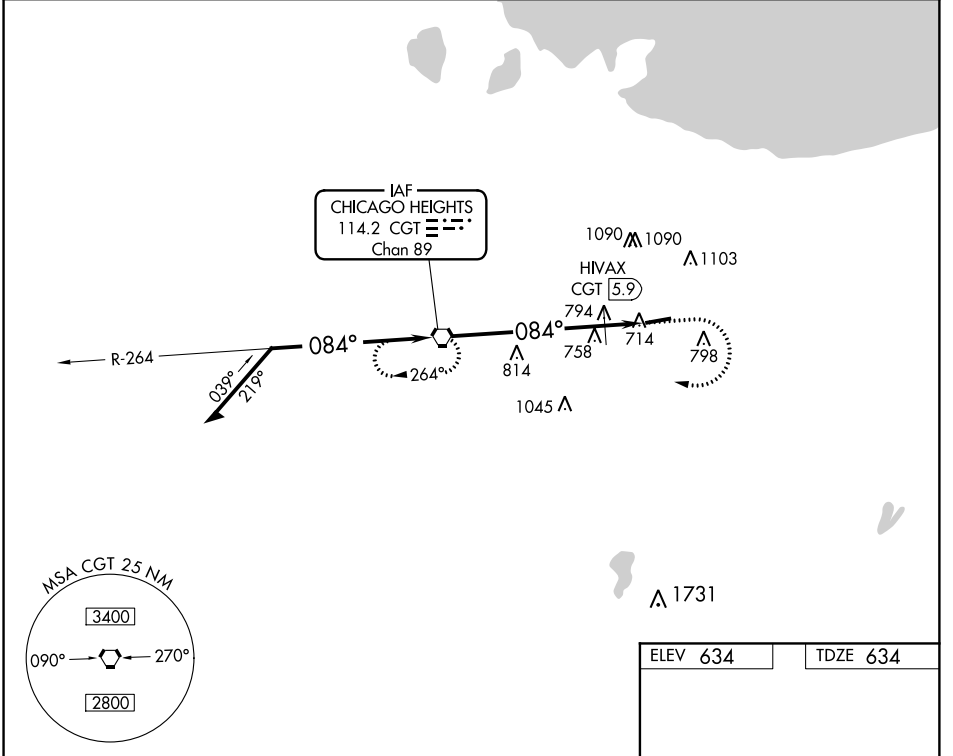 IAF
CHICAGO HEIGHTS
114.2 CGT
Chan 89
1090 1090
1103
HIVAX
CGT 5.9
794
084° 084°
R-264
714
758
798
264°
814
039°
219°
1045
MSA CGT 25 NM
3400
1731
090° 270°
ELEV 634 TDZE 634
2800